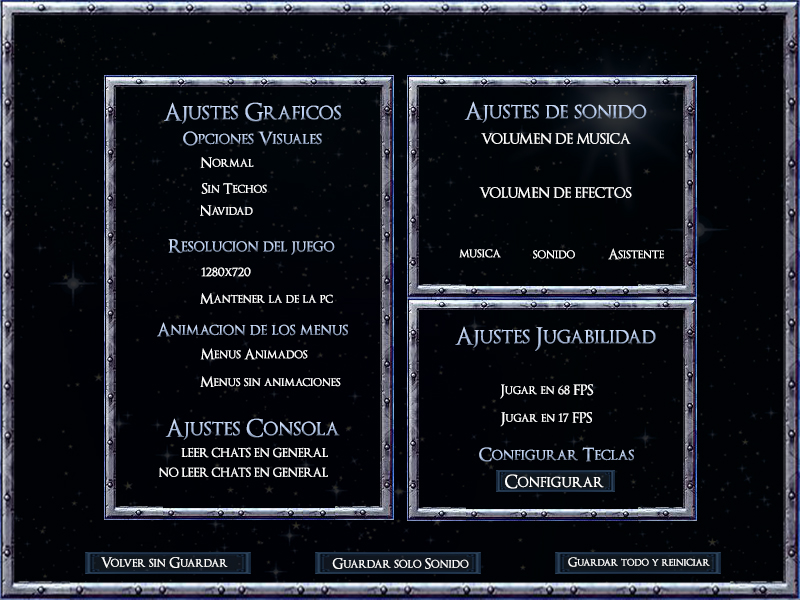 Ajustes Graficos
Opciones Visuales
Normal
Sin Techos
Navidad
Resolucion del juego
1280x720
Mantener la de la pc
Animacion de los menus
Menus Animados
Menus sin animaciones
Ajustes Consola
LEER CHATS EN GENERAL
NO LEER CHATS EN GENERAL
Ajustes de sonido
VOLUMEN DE MUSICA
VOLUMEN DE EFECTOS
musica sonido Asistente
Ajustes Jugabilidad
Jugar en 68 FPS
Jugar en 17 FPS
Configurar Teclas
Configurar
Volver sin Guardar
Guardar solo Sonido
Guardar todo y reiniciar